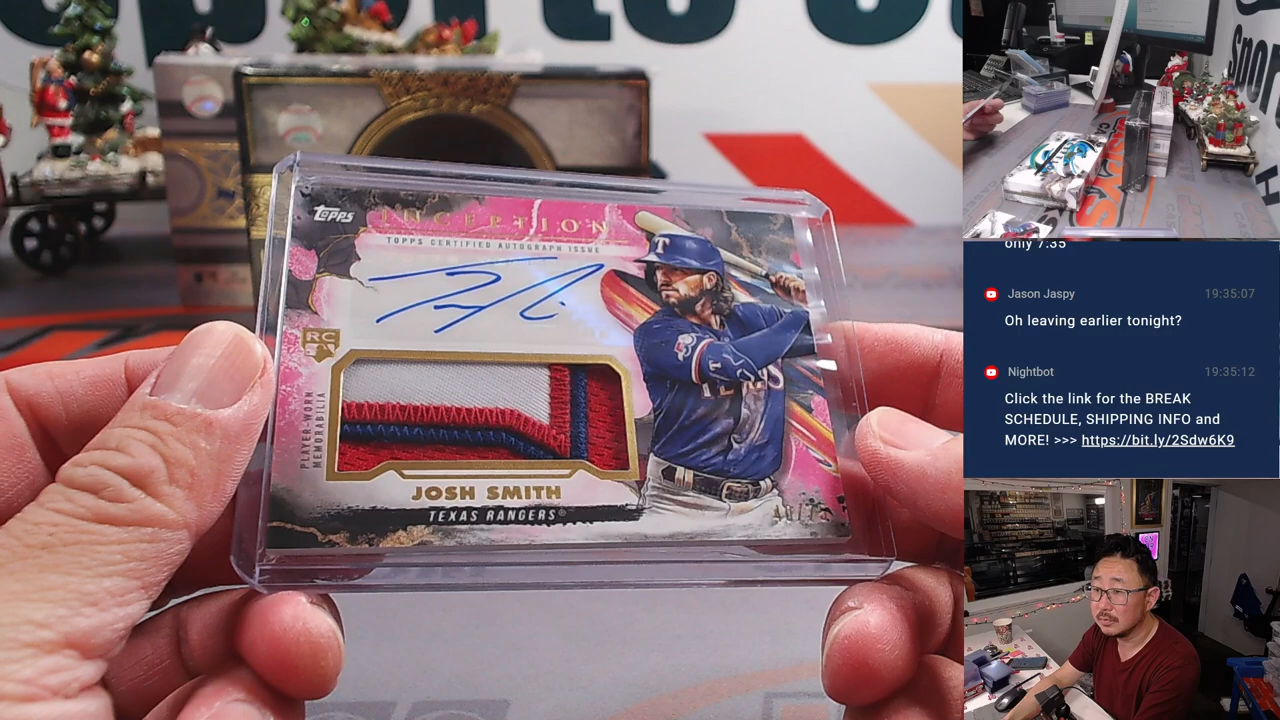 Topps
INCEPTION
TOPPS CERTIFIED AUTOGRAPH ISSUE
RC
PLAYER-WORN
MEMORABILIA
JOSH SMITH
TEXAS RANGERS®
only 7:35
Jason Jaspy 19:35:07
Oh leaving earlier tonight?
Nightbot 19:35:12
Click the link for the BREAK
SCHEDULE, SHIPPING INFO and
MORE! >>> https://bit.ly/2Sdw6K9